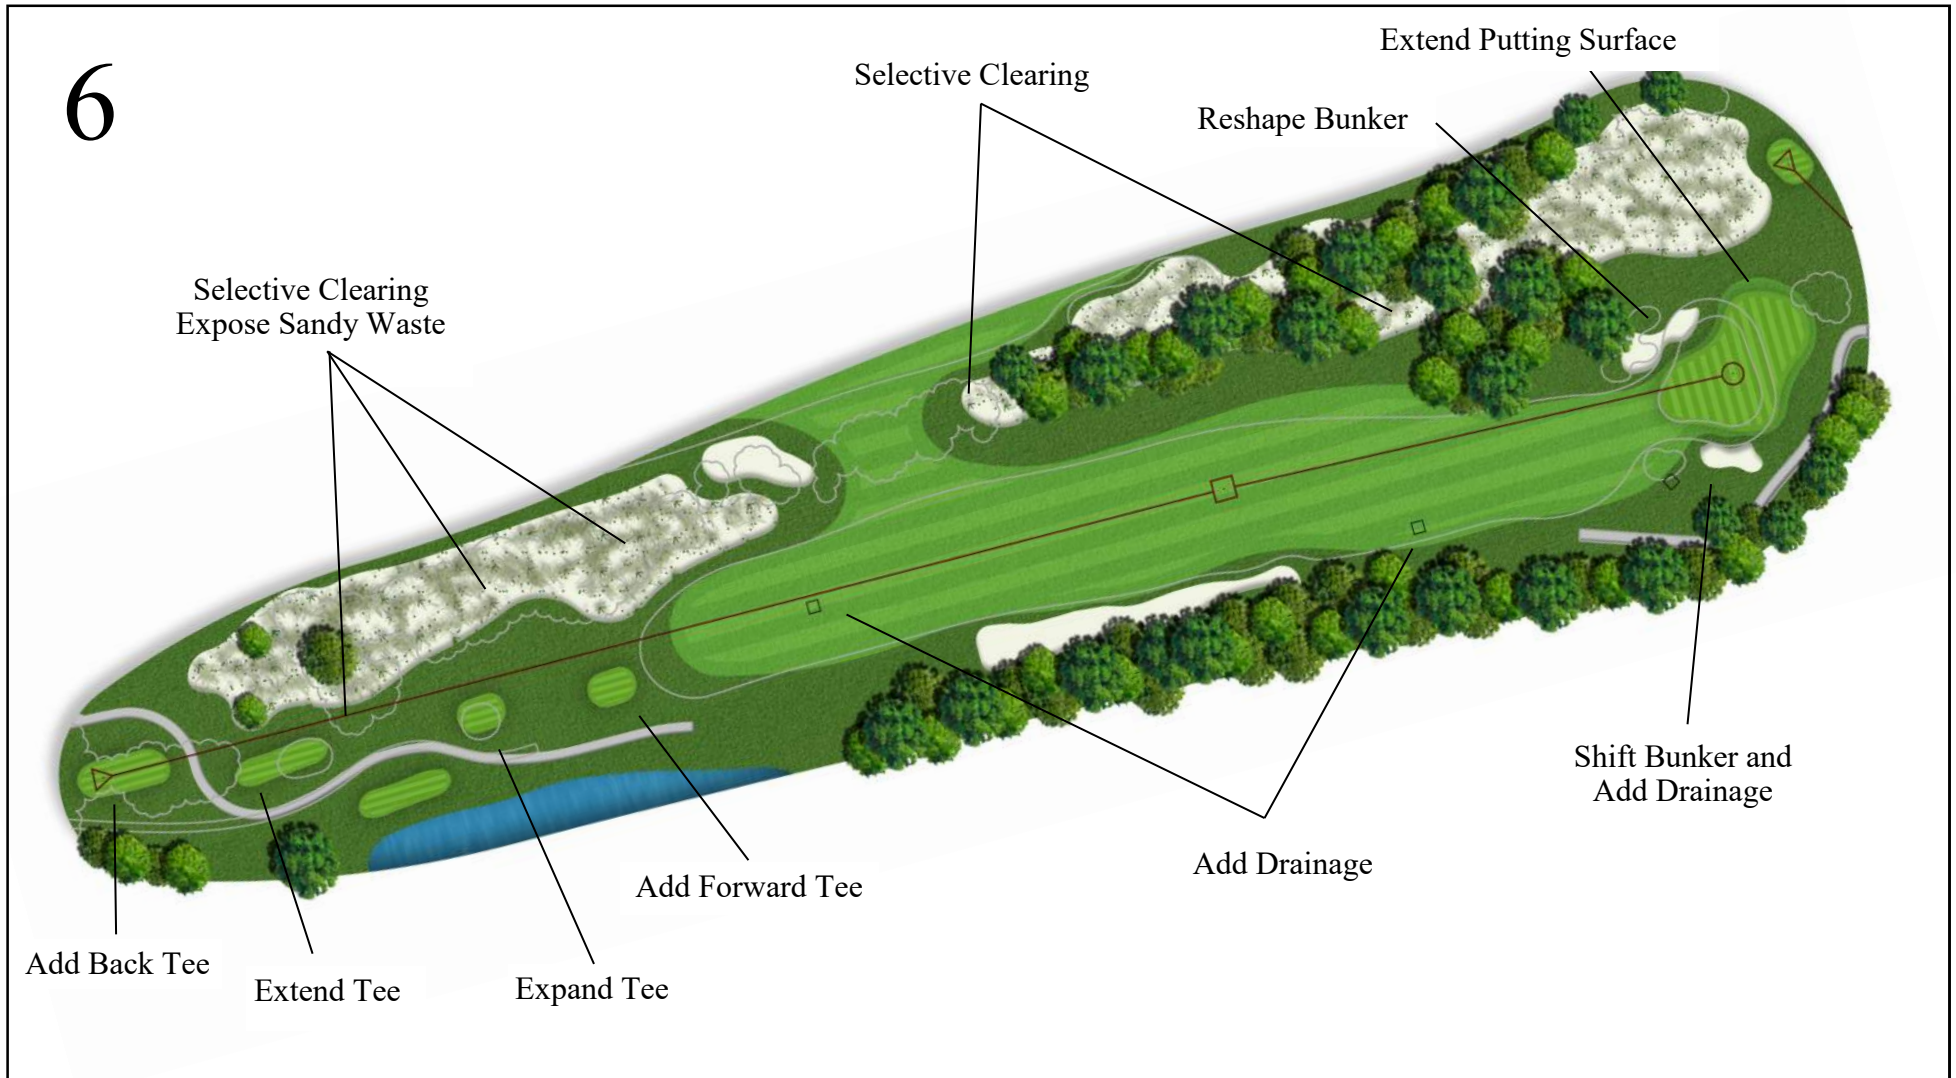 6
Extend Putting Surface
Selective Clearing
Reshape Bunker
Selective Clearing
Expose Sandy Waste
Shift Bunker and
Add Drainage
Add Drainage
Add Forward Tee
Add Back Tee
Extend Tee
Expand Tee